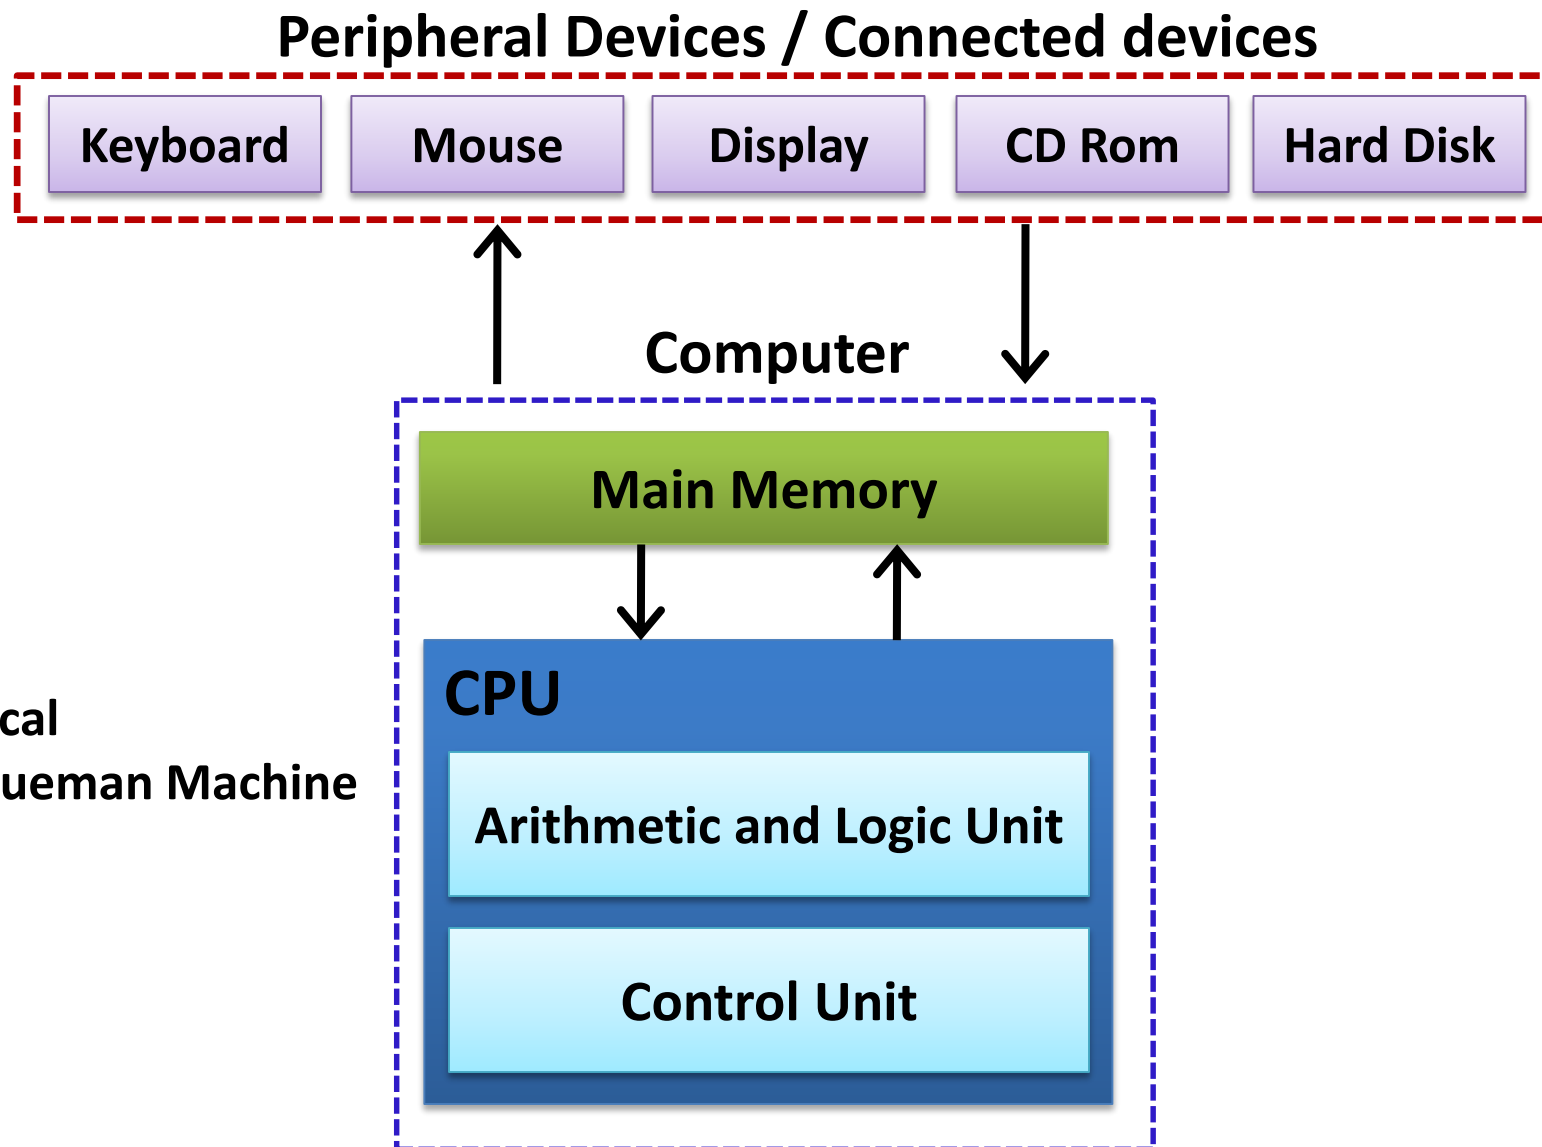 Peripheral Devices / Connected devices
Keyboard
Mouse
Display
CD Rom
Hard Disk
Computer
Main Memory
CPU
cal
ueman Machine
Arithmetic and Logic Unit
Control Unit